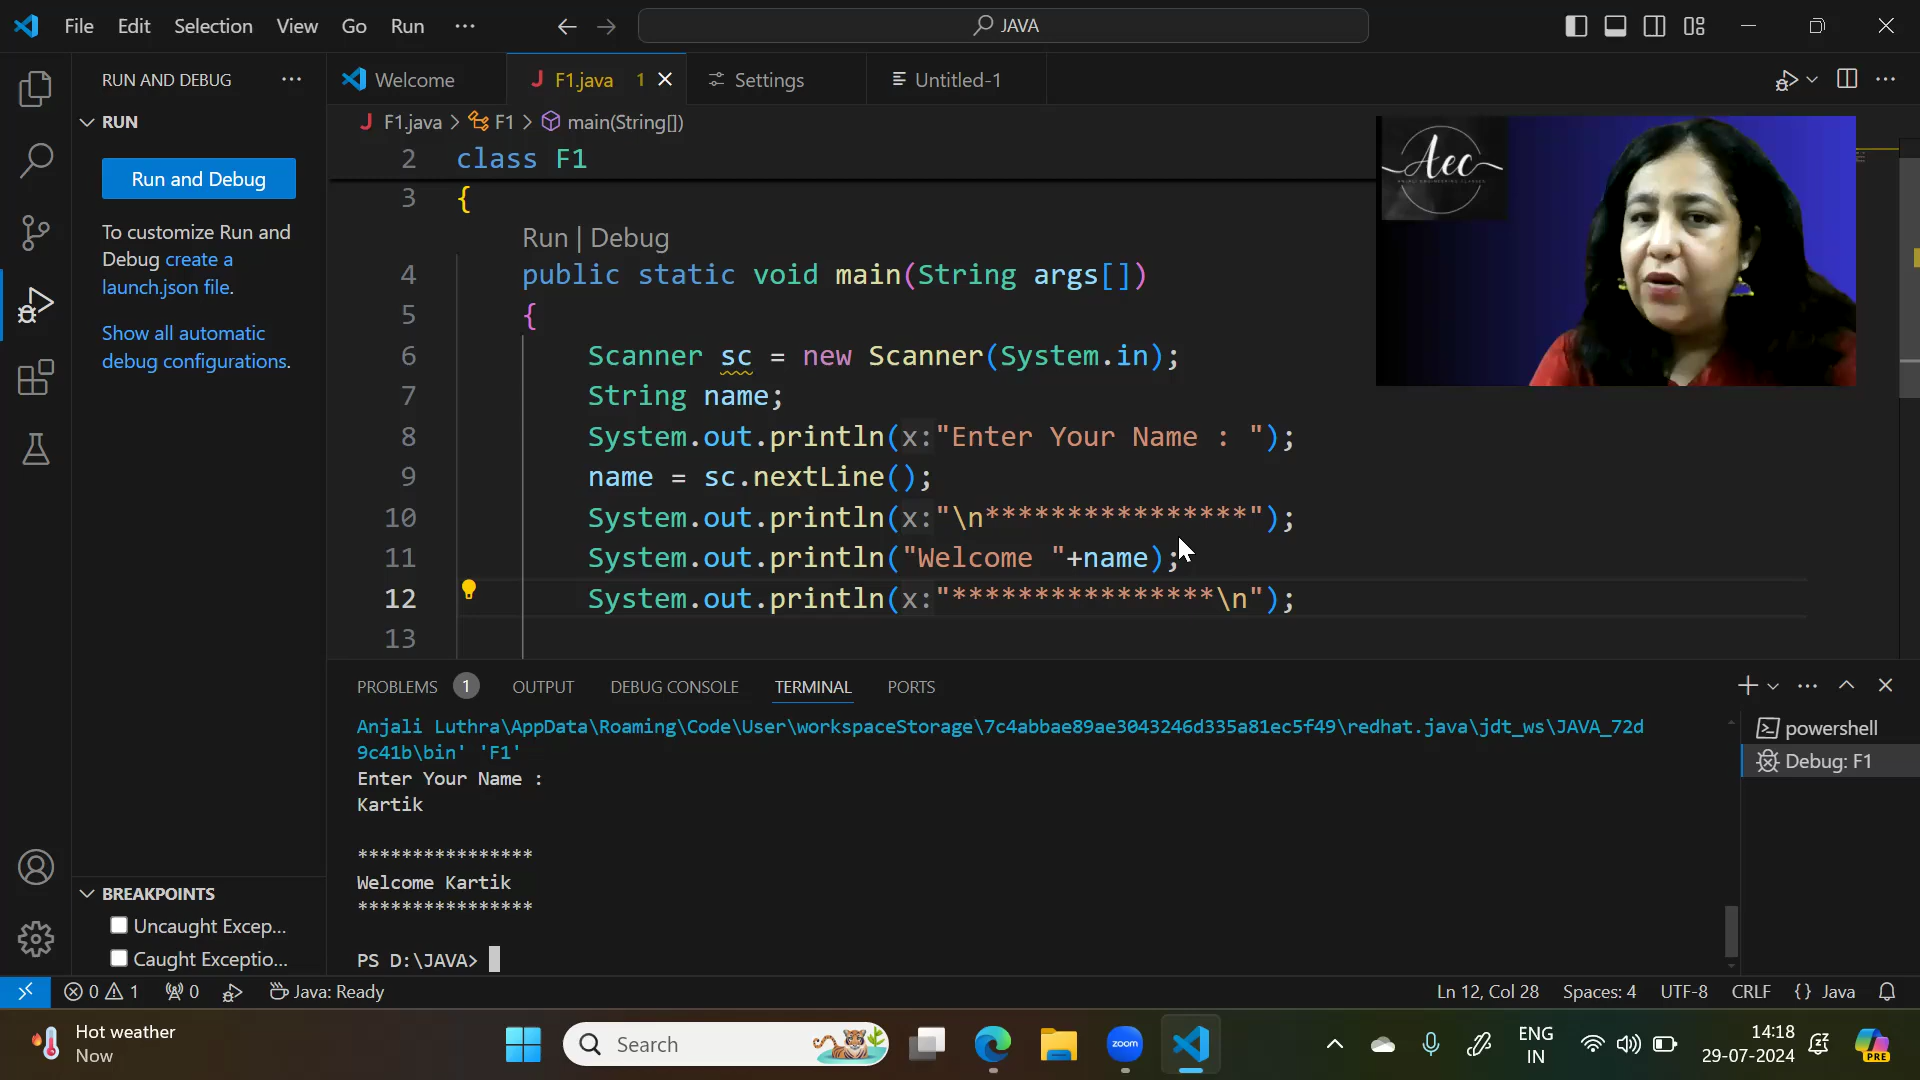 File Edit Selection View Go Run ··· JAVA
RUN AND DEBUG ···
Welcome F1.java 1 Settings Untitled-1
RUN
F1.java > F1 > main(String[])
Run and Debug
To customize Run and
Debug create a
launch.json file.
Show all automatic
debug configurations.
2 class F1
3 {
Run | Debug
4 public static void main(String args[])
5 {
6 Scanner sc = new Scanner(System.in);
7 String name;
8 System.out.println(x:"Enter Your Name : ");
9 name = sc.nextLine();
10 System.out.println(x:"\n****************");
11 System.out.println("Welcome "+name);
12 System.out.println(x:"****************\n");
13
Aec
PROBLEMS 1 OUTPUT DEBUG CONSOLE TERMINAL PORTS
Anjali Luthra\AppData\Roaming\Code\User\workspaceStorage\7c4abbae89ae3043246d335a81ec5f49\redhat.java\jdt_ws\JAVA_72d
9c41b\bin' 'F1'
Enter Your Name :
Kartik
****************
Welcome Kartik
****************
PS D:\JAVA>
powershell
Debug: F1
BREAKPOINTS
Uncaught Excep...
Caught Exceptio...
0 1 0 Java: Ready Ln 12, Col 28 Spaces: 4 UTF-8 CRLF {} Java
Hot weather
Now
Search
zoom
ENG
IN
14:18
29-07-2024
PRE